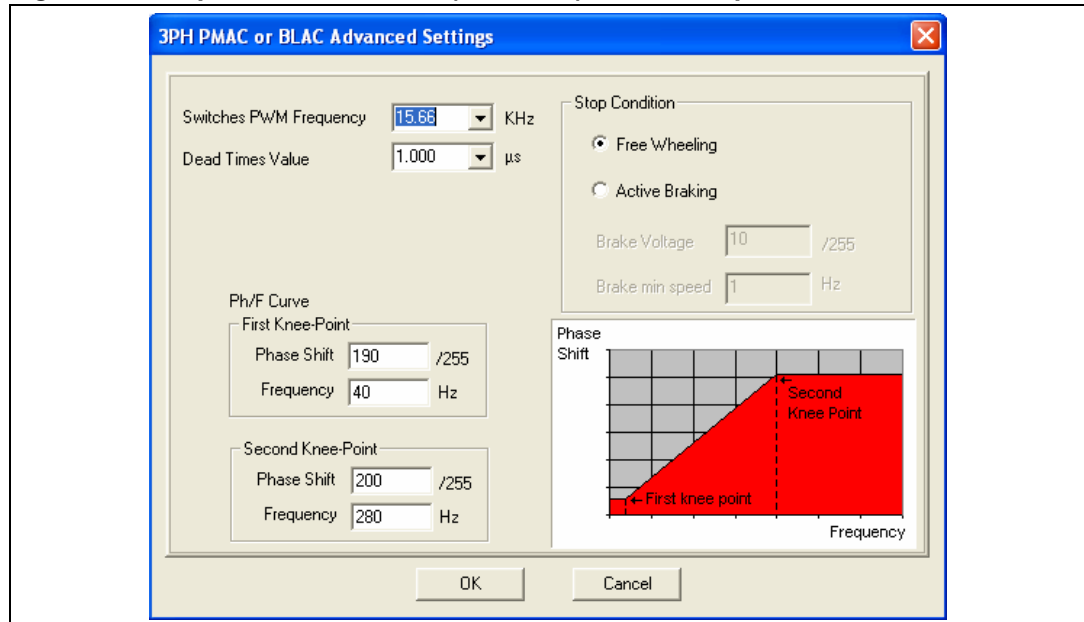 3PH PMAC or BLAC Advanced Settings
Switches PWM Frequency 15.66 KHz
Dead Times Value 1.000 µs
Stop Condition
Free Wheeling
Active Braking
Brake Voltage 10 /255
Brake min speed 1 Hz
Ph/F Curve
First Knee-Point
Phase Shift 190 /255
Frequency 40 Hz
Second Knee-Point
Phase Shift 200 /255
Frequency 280 Hz
Phase
Shift
Second
Knee Point
First knee point
Frequency
OK
Cancel